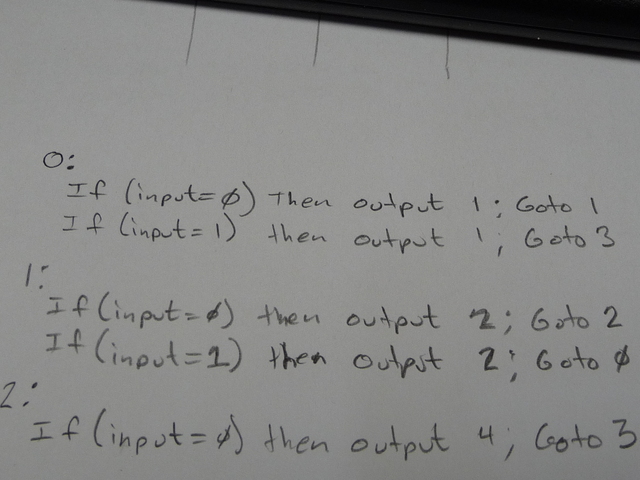 0:
If (input=ϕ) Then output 1; Goto 1
If (input=1) then output 1; Goto 3
1:
If (input=ϕ) then output 2; Goto 2
If (input=1) then output 2; Goto ϕ
2:
If (input=ϕ) then output 4; Goto 3